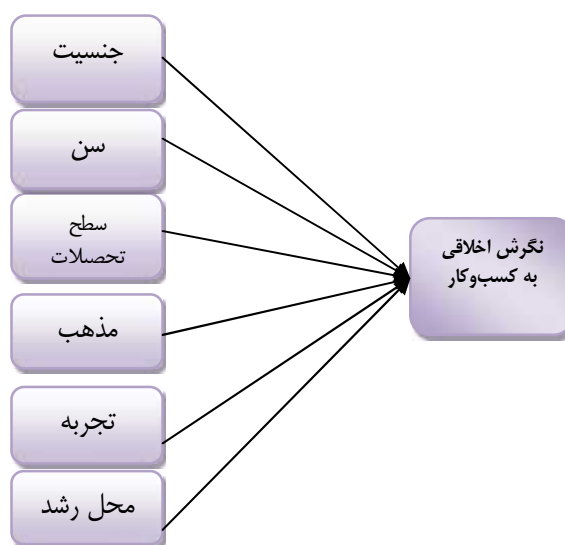 جنسیت
سن
سطح
تحصیلات
مذهب
تجربه
محل رشد
نگرش اخلاقی
به کسب‌وکار